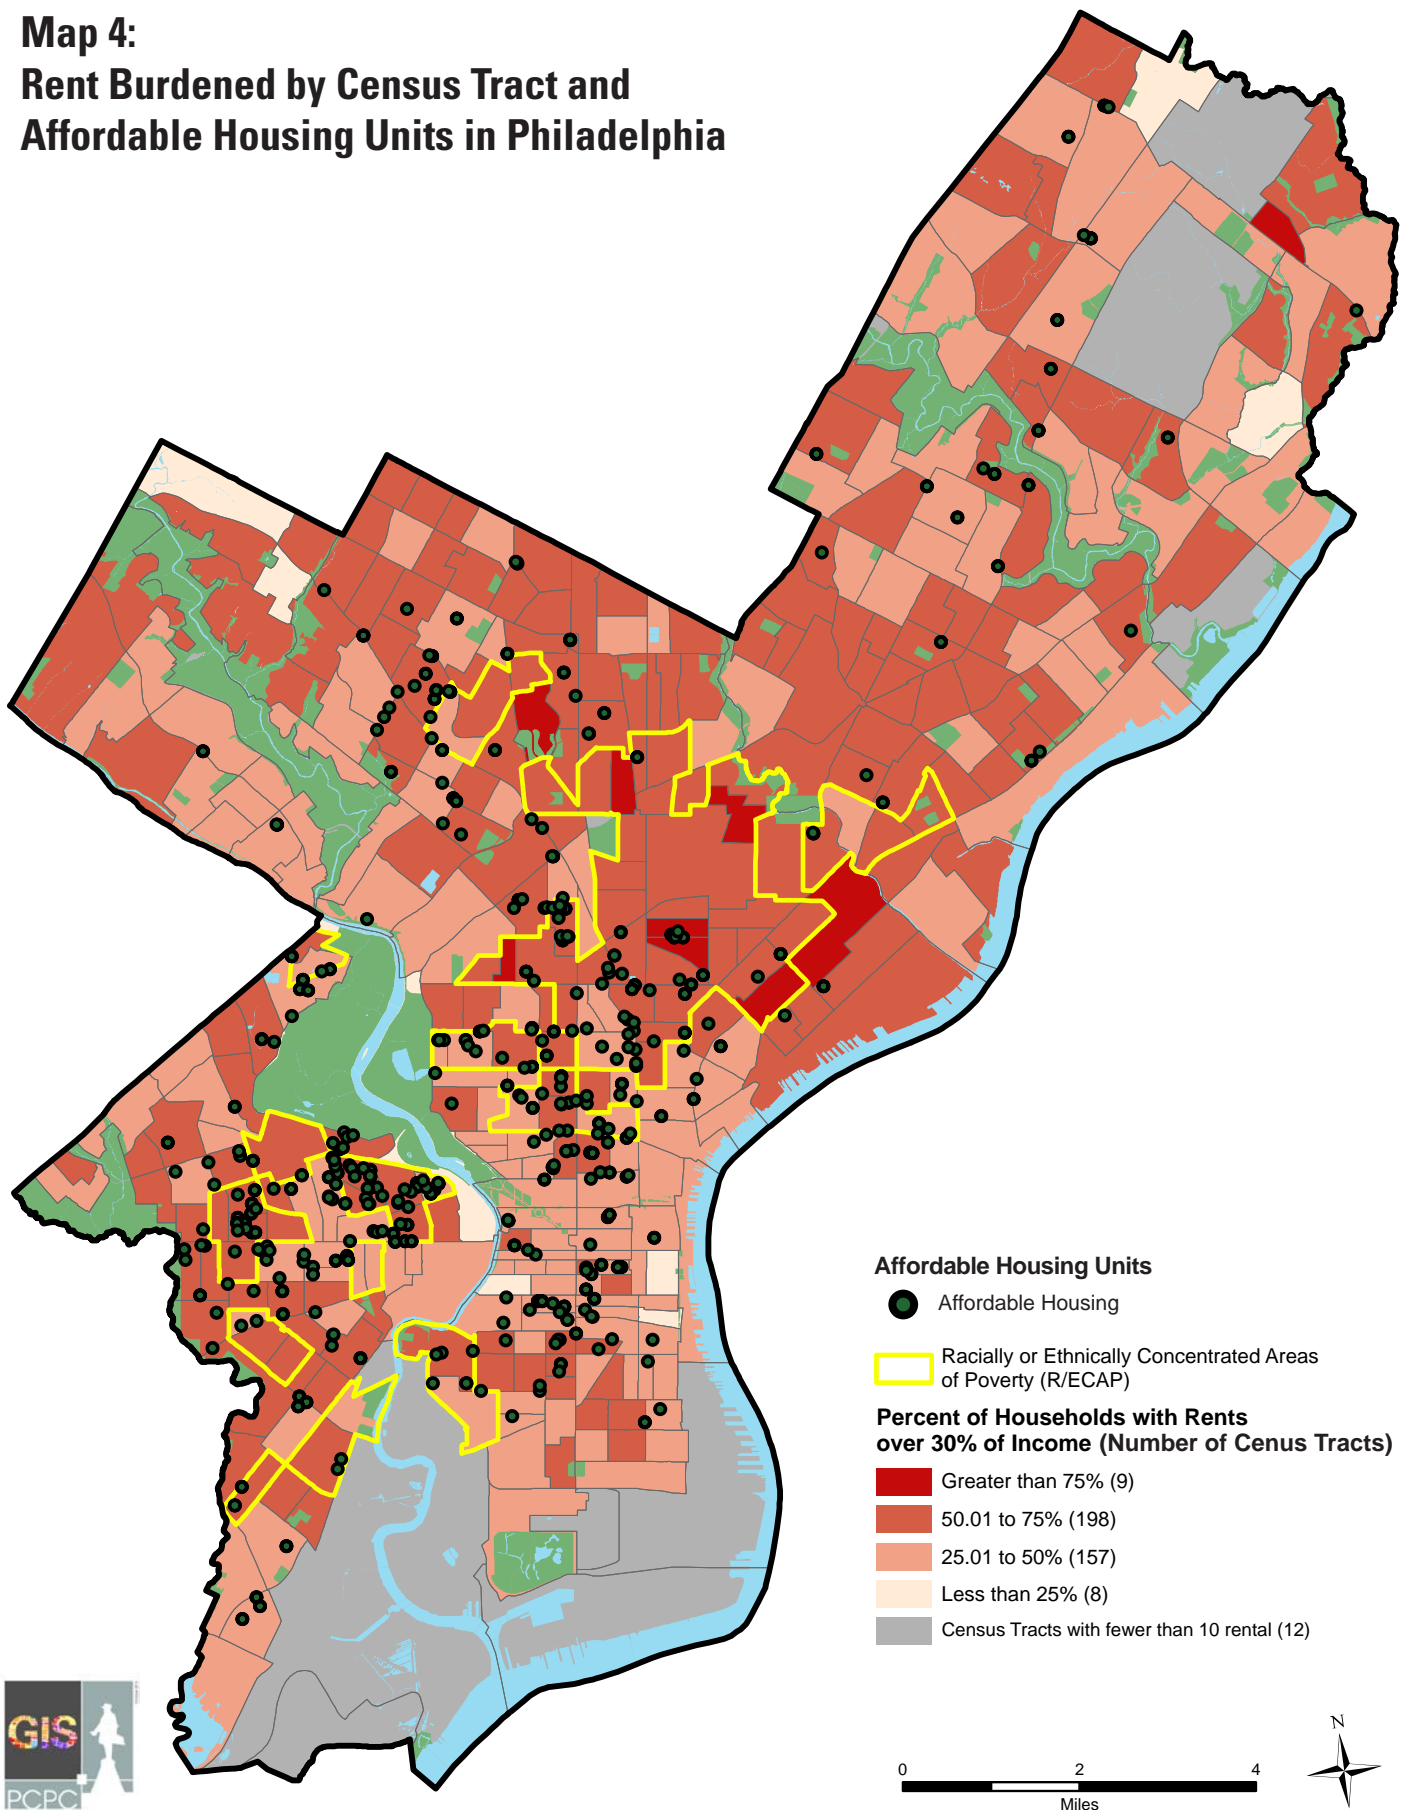 Map 4:
Rent Burdened by Census Tract and
Affordable Housing Units in Philadelphia
Affordable Housing Units
Affordable Housing
Racially or Ethnically Concentrated Areas
of Poverty (R/ECAP)
Percent of Households with Rents
over 30% of Income (Number of Cenus Tracts)
Greater than 75% (9)
50.01 to 75% (198)
25.01 to 50% (157)
Less than 25% (8)
Census Tracts with fewer than 10 rental (12)
GIS
PCPC
N
0 2 4
Miles